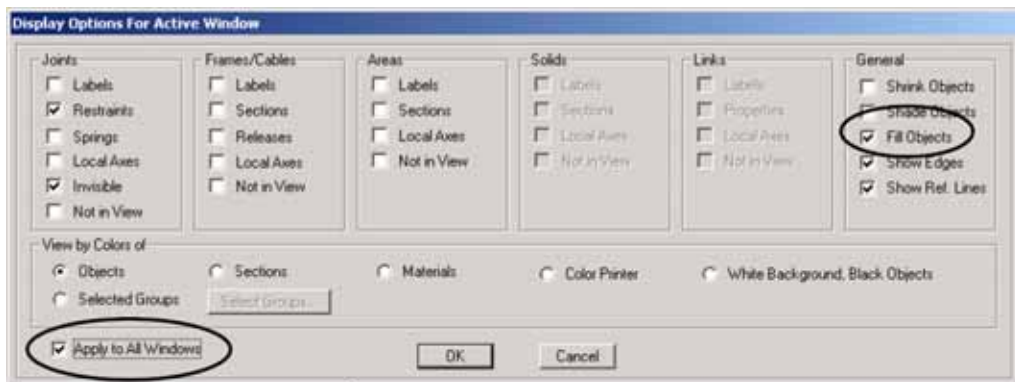 Display Options For Active Window
Joints
Labels
Restraints
Springs
Local Axes
Invisible
Not in View
Frames/Cables
Labels
Sections
Releases
Local Axes
Not in View
Areas
Labels
Sections
Local Axes
Not in View
Solids
Labels
Sections
Local Axes
Not in View
Links
Labels
Properties
Local Axes
Not in View
General
Shrink Objects
Shade Objects
Fill Objects
Show Edges
Show Ref. Lines
View by Colors of
Objects
Sections
Materials
Color Printer
White Background, Black Objects
Selected Groups
Select Groups...
Apply to All Windows
OK
Cancel